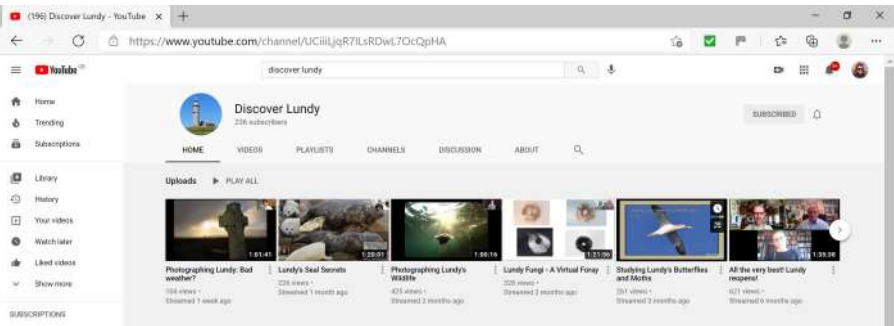 (196) Discover Lundy - YouTube
https://www.youtube.com/channel/UCiiiLjqR7ILsRDwL7OcQpHA
YouTube
discover lundy
Home
Trending
Subscriptions
Library
History
Your videos
Watch later
Liked videos
Show more
SUBSCRIPTIONS
Discover Lundy
236 subscribers
SUBSCRIBED
HOME VIDEOS PLAYLISTS CHANNELS DISCUSSION ABOUT
Uploads PLAY ALL
1:01:41 1:20:01 1:00:16 1:21:56 1:35:38
Photographing Lundy: Bad weather?
104 views •
Streamed 1 week ago
Lundy's Seal Secrets
226 views •
Streamed 1 month ago
Photographing Lundy's Wildlife
425 views •
Streamed 2 months ago
Lundy Fungi - A Virtual Foray
328 views •
Streamed 2 months ago
Studying Lundy's Butterflies and Moths
261 views •
Streamed 3 months ago
All the very best! Lundy reopens!
621 views •
Streamed 6 months ago